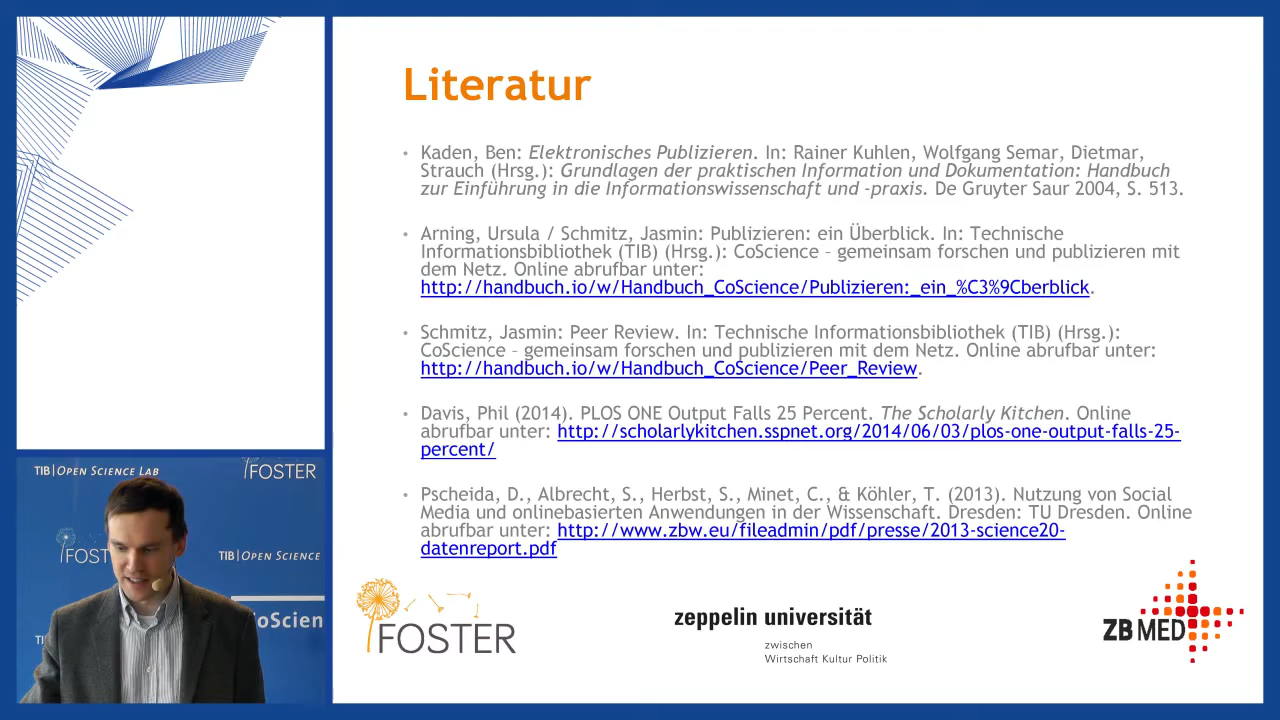 Literatur
• Kaden, Ben: Elektronisches Publizieren. In: Rainer Kuhlen, Wolfgang Semar, Dietmar,
Strauch (Hrsg.): Grundlagen der praktischen Information und Dokumentation: Handbuch
zur Einführung in die Informationswissenschaft und -praxis. De Gruyter Saur 2004, S. 513.
• Arning, Ursula / Schmitz, Jasmin: Publizieren: ein Überblick. In: Technische
Informationsbibliothek (TIB) (Hrsg.): CoScience – gemeinsam forschen und publizieren mit
dem Netz. Online abrufbar unter:
http://handbuch.io/w/Handbuch_CoScience/Publizieren:_ein_%C3%9Cberblick.
• Schmitz, Jasmin: Peer Review. In: Technische Informationsbibliothek (TIB) (Hrsg.):
CoScience – gemeinsam forschen und publizieren mit dem Netz. Online abrufbar unter:
http://handbuch.io/w/Handbuch_CoScience/Peer_Review.
• Davis, Phil (2014). PLOS ONE Output Falls 25 Percent. The Scholarly Kitchen. Online
abrufbar unter: http://scholarlykitchen.sspnet.org/2014/06/03/plos-one-output-falls-25-
percent/
• Pscheida, D., Albrecht, S., Herbst, S., Minet, C., & Köhler, T. (2013). Nutzung von Social
Media und onlinebasierten Anwendungen in der Wissenschaft. Dresden: TU Dresden. Online
abrufbar unter: http://www.zbw.eu/fileadmin/pdf/presse/2013-science20-
datenreport.pdf
FOSTER
zeppelin universität
zwischen
Wirtschaft Kultur Politik
ZB MED
TIB|OPEN SCIENCE LAB
FOSTER
FOST
TIB|OPEN SCIENCE
oScien
TIB